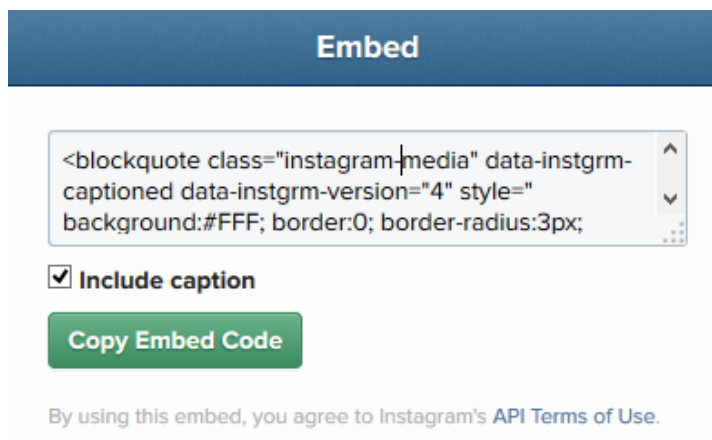 Embed
<blockquote class="instagram-media" data-instgrm-
captioned data-instgrm-version="4" style="
background:#FFF; border:0; border-radius:3px;
Include caption
Copy Embed Code
By using this embed, you agree to Instagram's API Terms of Use.